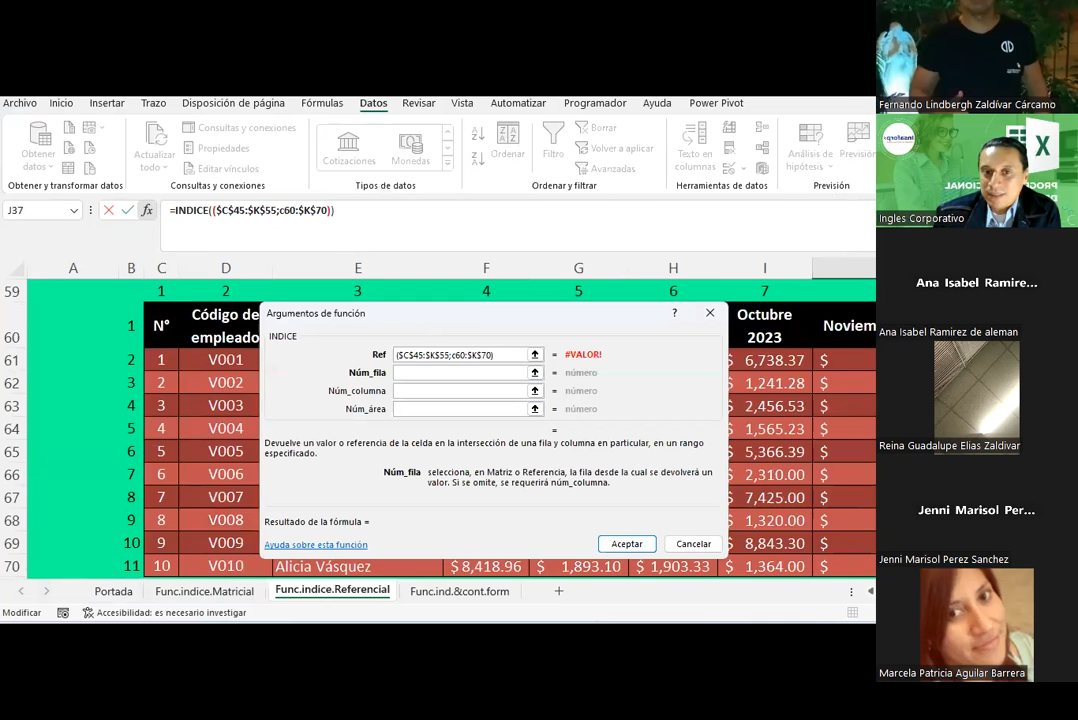 Archivo Inicio Insertar Trazo Disposición de página Fórmulas Datos Revisar Vista Automatizar Programador Ayuda Power Pivot
Obtener datos
Actualizar todo
Consultas y conexiones
Propiedades
Editar vínculos
Cotizaciones
Monedas
Ordenar
Filtro
Borrar
Volver a aplicar
Avanzadas
Texto en columnas
Análisis de hipótesis
Previsión
Obtener y transformar datos
Consultas y conexiones
Tipos de datos
Ordenar y filtrar
Herramientas de datos
Previsión
J37
fx
=INDICE(($C$45:$K$55;c60:$K$70))
A B C D E F G H I
59 1 2 3 4 5 6 7
60 1 N° Código de empleado Octubre 2023 Noviem
61 2 1 V001 $ 6,738.37 $
62 3 2 V002 $ 1,241.28 $
63 4 3 V003 $ 2,456.53 $
64 5 4 V004 $ 1,565.23 $
65 6 5 V005 $ 5,366.39 $
66 7 6 V006 $ 2,310.00 $
67 8 7 V007 $ 7,425.00 $
68 9 8 V008 $ 1,320.00 $
69 10 9 V009 $ 8,843.30 $
70 11 10 V010 Alicia Vásquez $ 8,418.96 $ 1,893.10 $ 1,903.33 $ 1,364.00 $
Argumentos de función ?
INDICE
Ref ($C$45:$K$55;c60:$K$70) = #¡VALOR!
Núm_fila = número
Núm_columna = número
Núm_área = número
=
Devuelve un valor o referencia de la celda en la intersección de una fila y columna en particular, en un rango
especificado.
Núm_fila selecciona, en Matriz o Referencia, la fila desde la cual se devolverá un
valor. Si se omite, se requerirá núm_columna.
Resultado de la fórmula =
Ayuda sobre esta función
Aceptar
Cancelar
Portada Func.indice.Matricial Func.indice.Referencial Func.ind.&cont.form
Modificar
Accesibilidad: es necesario investigar
Fernando Lindbergh Zaldívar Cárcamo
Insaforp
X
Ingles Corporativo
Ana Isabel Ramire...
Ana Isabel Ramirez de aleman
Reina Guadalupe Elias Zaldivar
Jenni Marisol Per...
Jenni Marisol Perez Sanchez
Marcela Patricia Aguilar Barrera